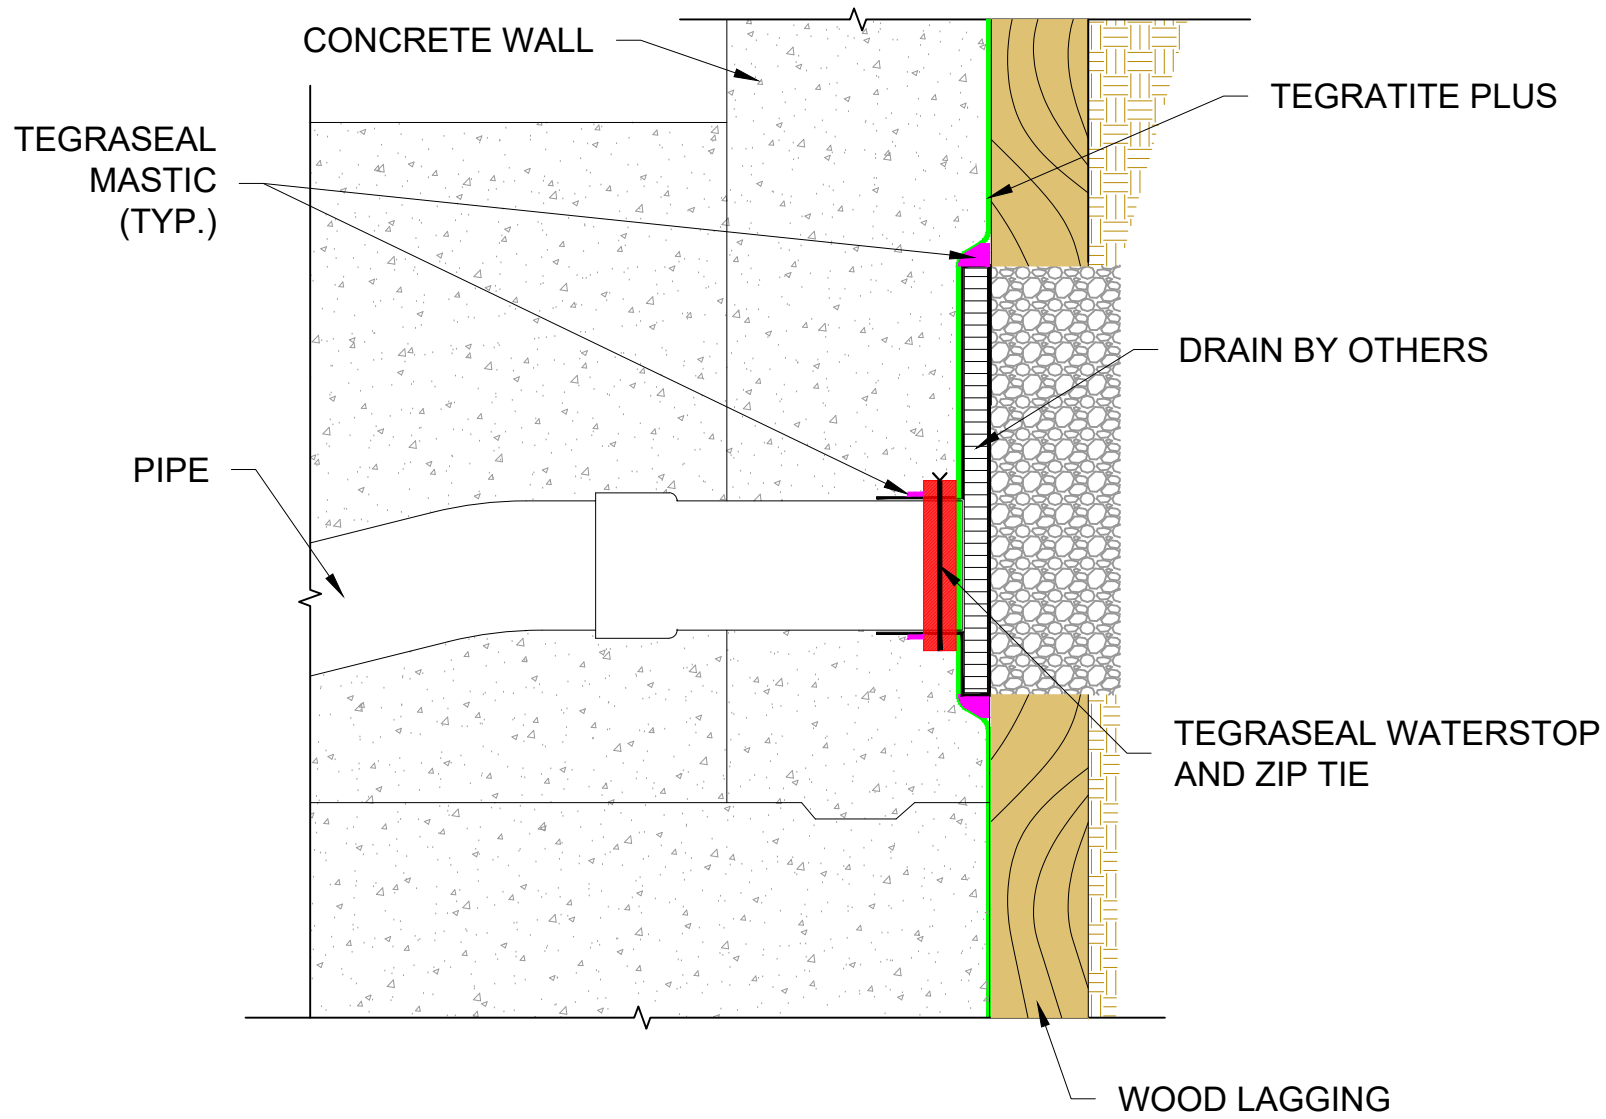 CONCRETE WALL
TEGRATITE PLUS
TEGRASEAL
MASTIC
(TYP.)
DRAIN BY OTHERS
PIPE
TEGRASEAL WATERSTOP
AND ZIP TIE
WOOD LAGGING